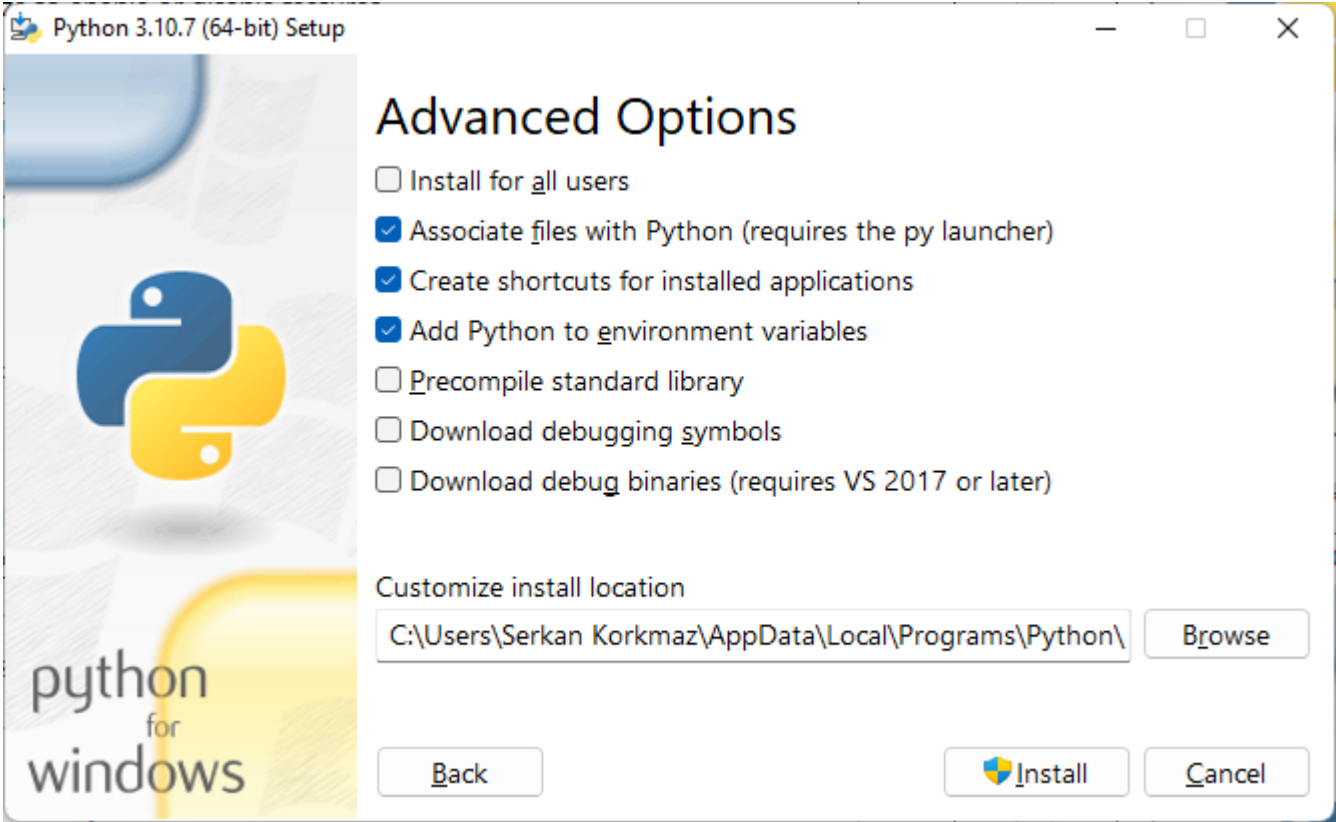 Python 3.10.7 (64-bit) Setup
Advanced Options
Install for all users
Associate files with Python (requires the py launcher)
Create shortcuts for installed applications
Add Python to environment variables
Precompile standard library
Download debugging symbols
Download debug binaries (requires VS 2017 or later)
Customize install location
C:\Users\Serkan Korkmaz\AppData\Local\Programs\Python\
Browse
python
for
windows
Back
Install
Cancel